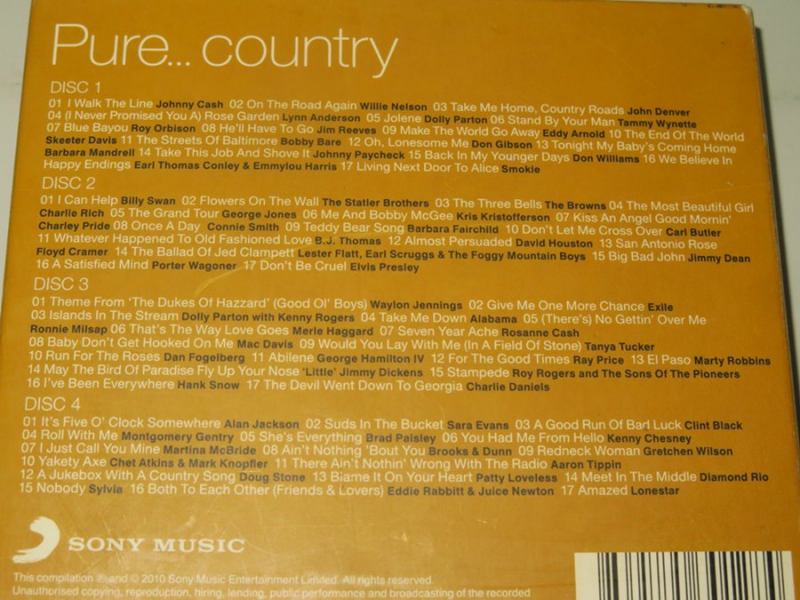 Pure... country
DISC 1
01 I Walk The Line Johnny Cash 02 On The Road Again Willie Nelson 03 Take Me Home, Country Roads John Denver
04 (I Never Promised You A) Rose Garden Lynn Anderson 05 Jolene Dolly Parton 06 Stand By Your Man Tammy Wynette
07 Blue Bayou Roy Orbison 08 He'll Have To Go Jim Reeves 09 Make The World Go Away Eddy Arnold 10 The End Of The World
Skeeter Davis 11 The Streets Of Baltimore Bobby Bare 12 Oh, Lonesome Me Don Gibson 13 Tonight My Baby's Coming Home
Barbara Mandrell 14 Take This Job And Shove It Johnny Paycheck 15 Back In My Younger Days Don Williams 16 We Believe In
Happy Endings Earl Thomas Conley & Emmylou Harris 17 Living Next Door To Alice Smokie
DISC 2
01 I Can Help Billy Swan 02 Flowers On The Wall The Statler Brothers 03 The Three Bells The Browns 04 The Most Beautiful Girl
Charlie Rich 05 The Grand Tour George Jones 06 Me And Bobby McGee Kris Kristofferson 07 Kiss An Angel Good Mornin'
Charley Pride 08 Once A Day Connie Smith 09 Teddy Bear Song Barbara Fairchild 10 Don't Let Me Cross Over Carl Butler
11 Whatever Happened To Old Fashioned Love B.J. Thomas 12 Almost Persuaded David Houston 13 San Antonio Rose
Floyd Cramer 14 The Ballad Of Jed Clampett Lester Flatt, Earl Scruggs & The Foggy Mountain Boys 15 Big Bad John Jimmy Dean
16 A Satisfied Mind Porter Wagoner 17 Don't Be Cruel Elvis Presley
DISC 3
01 Theme From 'The Dukes Of Hazzard' (Good Ol' Boys) Waylon Jennings 02 Give Me One More Chance Exile
03 Islands In The Stream Dolly Parton with Kenny Rogers 04 Take Me Down Alabama 05 (There's) No Gettin' Over Me
Ronnie Milsap 06 That's The Way Love Goes Merle Haggard 07 Seven Year Ache Rosanne Cash
08 Baby Don't Get Hooked On Me Mac Davis 09 Would You Lay With Me (In A Field Of Stone) Tanya Tucker
10 Run For The Roses Dan Fogelberg 11 Abilene George Hamilton IV 12 For The Good Times Ray Price 13 El Paso Marty Robbins
14 May The Bird Of Paradise Fly Up Your Nose 'Little' Jimmy Dickens 15 Stampede Roy Rogers and The Sons Of The Pioneers
16 I've Been Everywhere Hank Snow 17 The Devil Went Down To Georgia Charlie Daniels
DISC 4
01 It's Five O' Clock Somewhere Alan Jackson 02 Suds In The Bucket Sara Evans 03 A Good Run Of Bad Luck Clint Black
04 Roll With Me Montgomery Gentry 05 She's Everything Brad Paisley 06 You Had Me From Hello Kenny Chesney
07 I Just Call You Mine Martina McBride 08 Ain't Nothing 'Bout You Brooks & Dunn 09 Redneck Woman Gretchen Wilson
10 Yakety Axe Chet Atkins & Mark Knopfler 11 There Ain't Nothin' Wrong With The Radio Aaron Tippin
12 A Jukebox With A Country Song Doug Stone 13 Blame It On Your Heart Patty Loveless 14 Meet In The Middle Diamond Rio
15 Nobody Sylvia 16 Both To Each Other (Friends & Lovers) Eddie Rabbitt & Juice Newton 17 Amazed Lonestar
SONY MUSIC
This compilation ℗ and © 2010 Sony Music Entertainment Limited. All rights reserved.
Unauthorised copying, reproduction, hiring, lending, public performance and broadcasting of the recorded